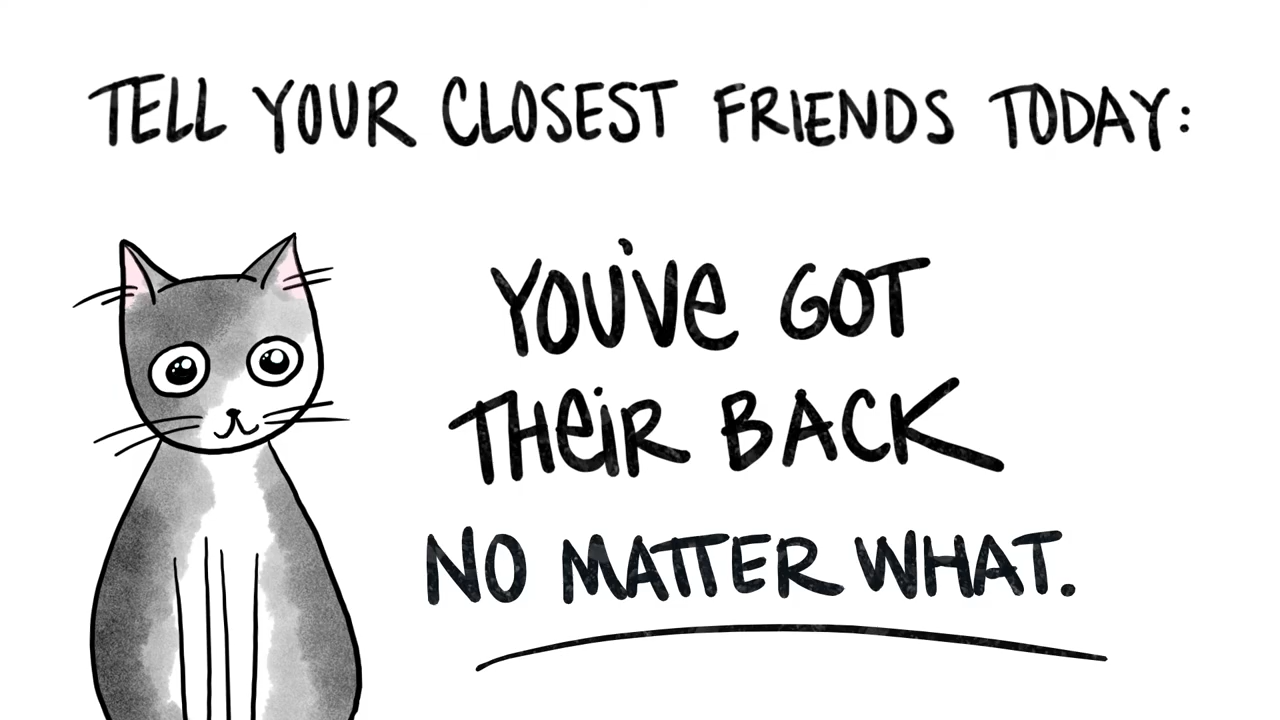 TELL YOUR CLOSEST FRIENDS TODAY:
YOU'VE GOT
THEIR BACK
NO MATTER WHAT.